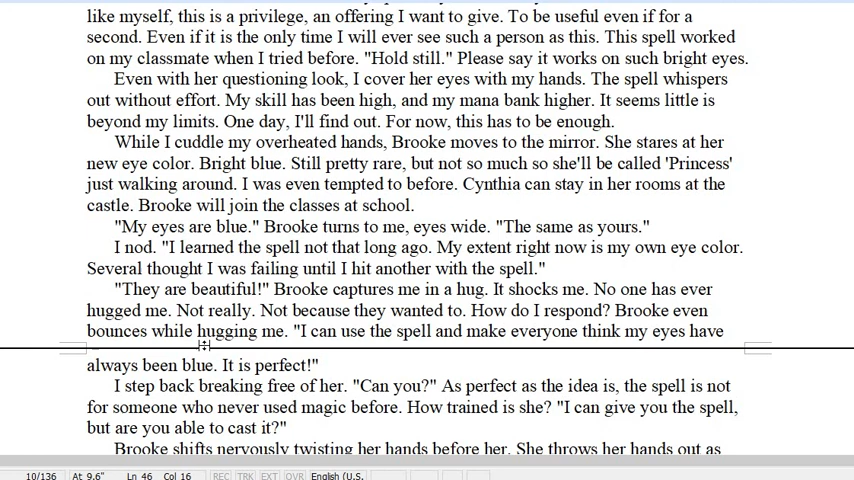 like myself, this is a privilege, an offering I want to give. To be useful even if for a
second. Even if it is the only time I will ever see such a person as this. This spell worked
on my classmate when I tried before. "Hold still." Please say it works on such bright eyes.
Even with her questioning look, I cover her eyes with my hands. The spell whispers
out without effort. My skill has been high, and my mana bank higher. It seems little is
beyond my limits. One day, I'll find out. For now, this has to be enough.
While I cuddle my overheated hands, Brooke moves to the mirror. She stares at her
new eye color. Bright blue. Still pretty rare, but not so much so she'll be called 'Princess'
just walking around. I was even tempted to before. Cynthia can stay in her rooms at the
castle. Brooke will join the classes at school.
"My eyes are blue." Brooke turns to me, eyes wide. "The same as yours."
I nod. "I learned the spell not that long ago. My extent right now is my own eye color.
Several thought I was failing until I hit another with the spell."
"They are beautiful!" Brooke captures me in a hug. It shocks me. No one has ever
hugged me. Not really. Not because they wanted to. How do I respond? Brooke even
bounces while hugging me. "I can use the spell and make everyone think my eyes have
always been blue. It is perfect!"
I step back breaking free of her. "Can you?" As perfect as the idea is, the spell is not
for someone who never used magic before. How trained is she? "I can give you the spell,
but are you able to cast it?"
Brooke shifts nervously twisting her hands before her. She throws her hands out as
10/136 At 9.6" Ln 46 Col 16 REC TRK EXT OVR English (U.S.